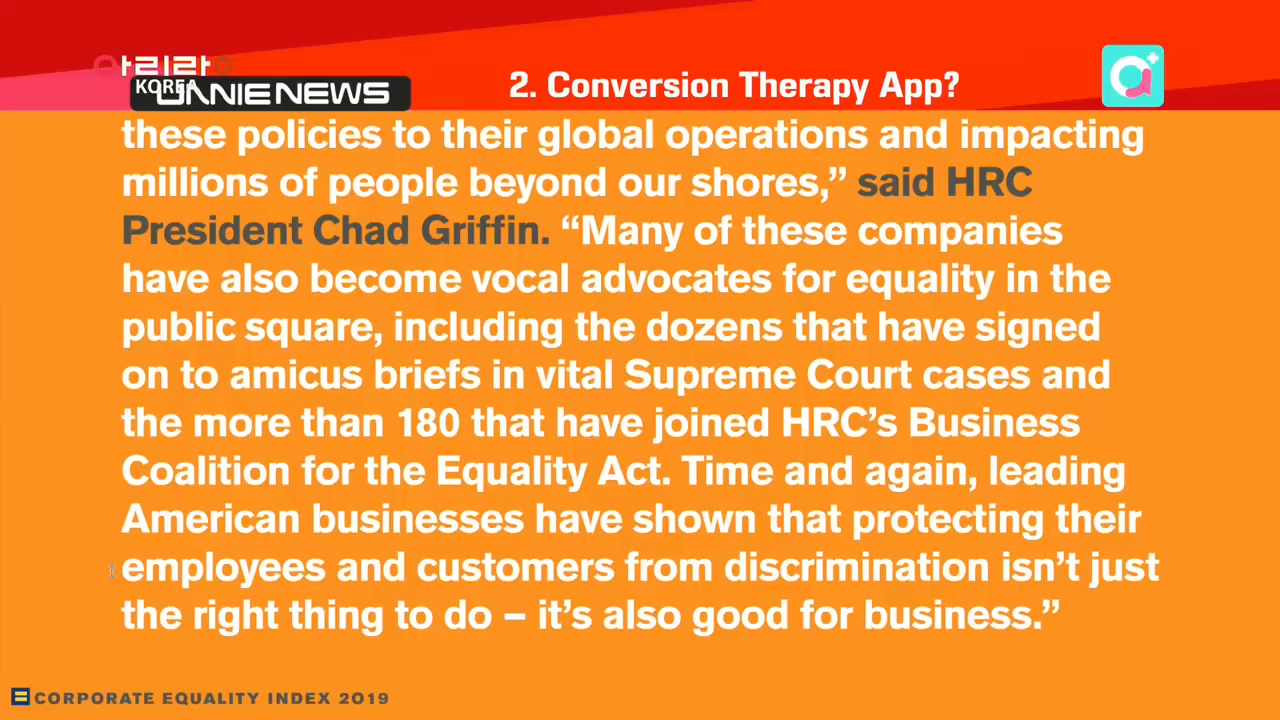 아리랑
KOREA
UNNIE NEWS
2. Conversion Therapy App?
these policies to their global operations and impacting
millions of people beyond our shores,” said HRC
President Chad Griffin. “Many of these companies
have also become vocal advocates for equality in the
public square, including the dozens that have signed
on to amicus briefs in vital Supreme Court cases and
the more than 180 that have joined HRC’s Business
Coalition for the Equality Act. Time and again, leading
American businesses have shown that protecting their
employees and customers from discrimination isn’t just
the right thing to do – it’s also good for business.”
CORPORATE EQUALITY INDEX 2019